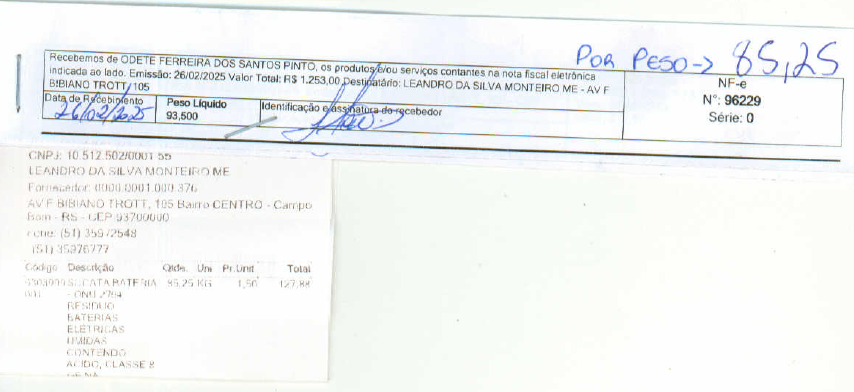 POR PESO-> 85,25
Recebemos de ODETE FERREIRA DOS SANTOS PINTO, os produtos e/ou serviços contantes na nota fiscal eletrônica
indicada ao lado. Emissão: 26/02/2025 Valor Total: R$ 1.253,00 Destinatário: LEANDRO DA SILVA MONTEIRO ME - AV F
BIBIANO TROTT, 105
NF-e
Nº: 96229
Série: 0
Data de Recebimento
26/02/2025
Peso Líquido
93,500
Identificação e assinatura do recebedor
CNPJ: 10.512.502/0001-55
LEANDRO DA SILVA MONTEIRO ME
Fornecedor: 0000.0001.000.376
AV F BIBIANO TROTT, 105 Bairro CENTRO - Campo
Bom - RS - CEP 93700000
Fone: (51) 35972548
(51) 35976777
Código Descrição Qtde. Uni Pr.Unit Total
SUCATA BATERIA 85,25 KG 1,50 127,88
- ONU 2794
RESIDUO
BATERIAS
ELETRICAS
UMIDAS
CONTENDO
ACIDO, CLASSE 8